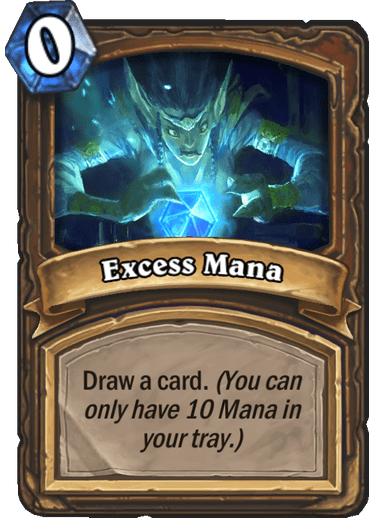 0
Excess Mana
Draw a card. (You can
only have 10 Mana in
your tray.)